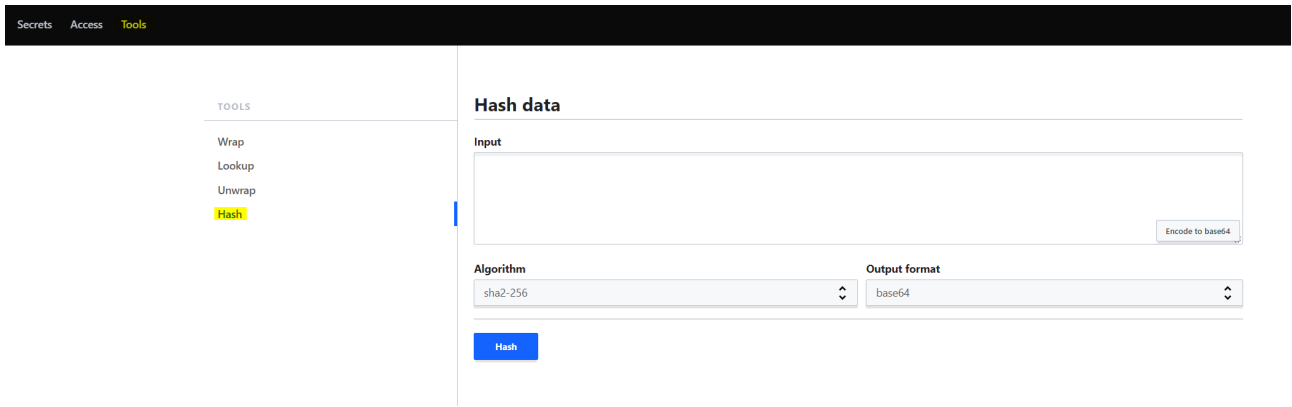 Secrets Access Tools
TOOLS
Wrap
Lookup
Unwrap
Hash
Hash data
Input
Encode to base64
Algorithm
sha2-256
Output format
base64
Hash